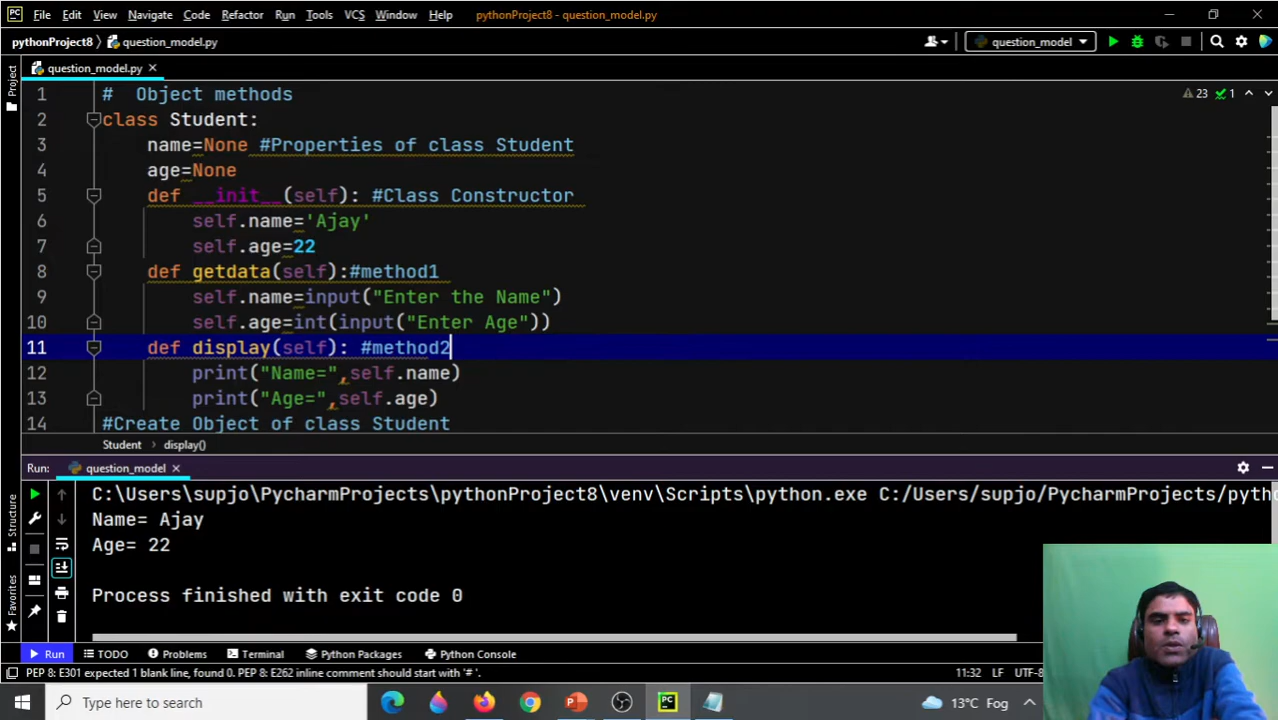 File Edit View Navigate Code Refactor Run Tools VCS Window Help pythonProject8 - question_model.py
pythonProject8 question_model.py question_model
question_model.py
Project
1 # Object methods 23 1
2 class Student:
3 name=None #Properties of class Student
4 age=None
5 def __init__(self): #Class Constructor
6 self.name='Ajay'
7 self.age=22
8 def getdata(self):#method1
9 self.name=input("Enter the Name")
10 self.age=int(input("Enter Age"))
11 def display(self): #method2
12 print("Name=",self.name)
13 print("Age=",self.age)
14 #Create Object of class Student
Student display()
Run: question_model
Structure
Favorites
C:\Users\supjo\PycharmProjects\pythonProject8\venv\Scripts\python.exe C:/Users/supjo/PycharmProjects/pytho
Name= Ajay
Age= 22
Process finished with exit code 0
Run TODO Problems Terminal Python Packages Python Console
PEP 8: E301 expected 1 blank line, found 0. PEP 8: E262 inline comment should start with '# '. 11:32 LF UTF-8
Type here to search 13°C Fog